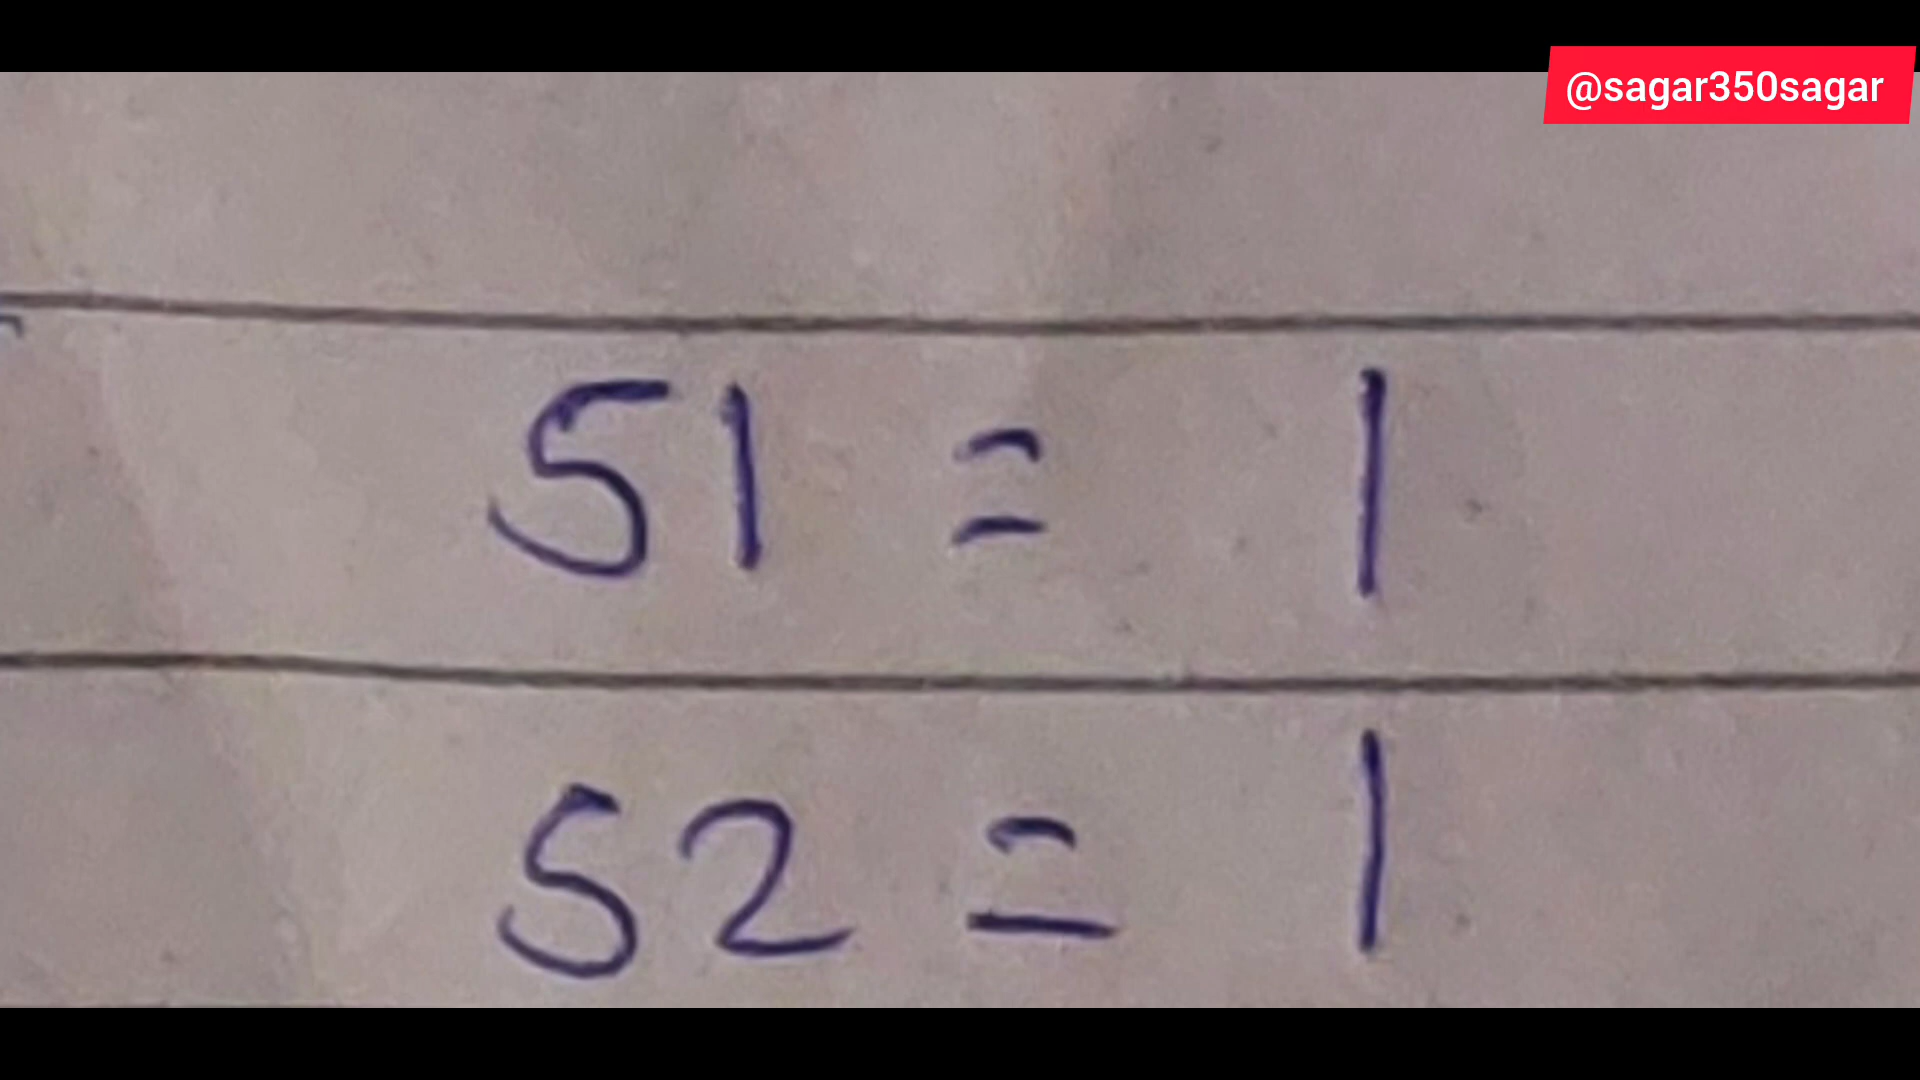 @sagar350sagar
51 = 1
52 = 1